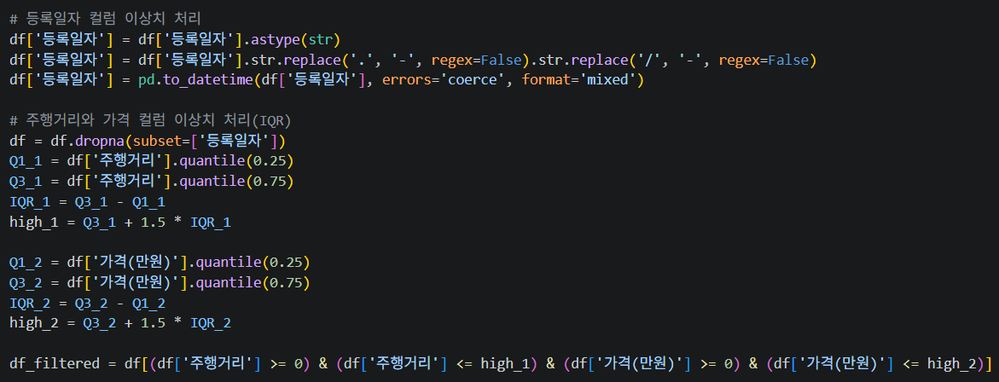 # 등록일자 컬럼 이상치 처리
df['등록일자'] = df['등록일자'].astype(str)
df['등록일자'] = df['등록일자'].str.replace('.', '-', regex=False).str.replace('/', '-', regex=False)
df['등록일자'] = pd.to_datetime(df['등록일자'], errors='coerce', format='mixed')

# 주행거리와 가격 컬럼 이상치 처리(IQR)
df = df.dropna(subset=['등록일자'])
Q1_1 = df['주행거리'].quantile(0.25)
Q3_1 = df['주행거리'].quantile(0.75)
IQR_1 = Q3_1 - Q1_1
high_1 = Q3_1 + 1.5 * IQR_1

Q1_2 = df['가격(만원)'].quantile(0.25)
Q3_2 = df['가격(만원)'].quantile(0.75)
IQR_2 = Q3_2 - Q1_2
high_2 = Q3_2 + 1.5 * IQR_2

df_filtered = df[(df['주행거리'] >= 0) & (df['주행거리'] <= high_1) & (df['가격(만원)'] >= 0) & (df['가격(만원)'] <= high_2)]